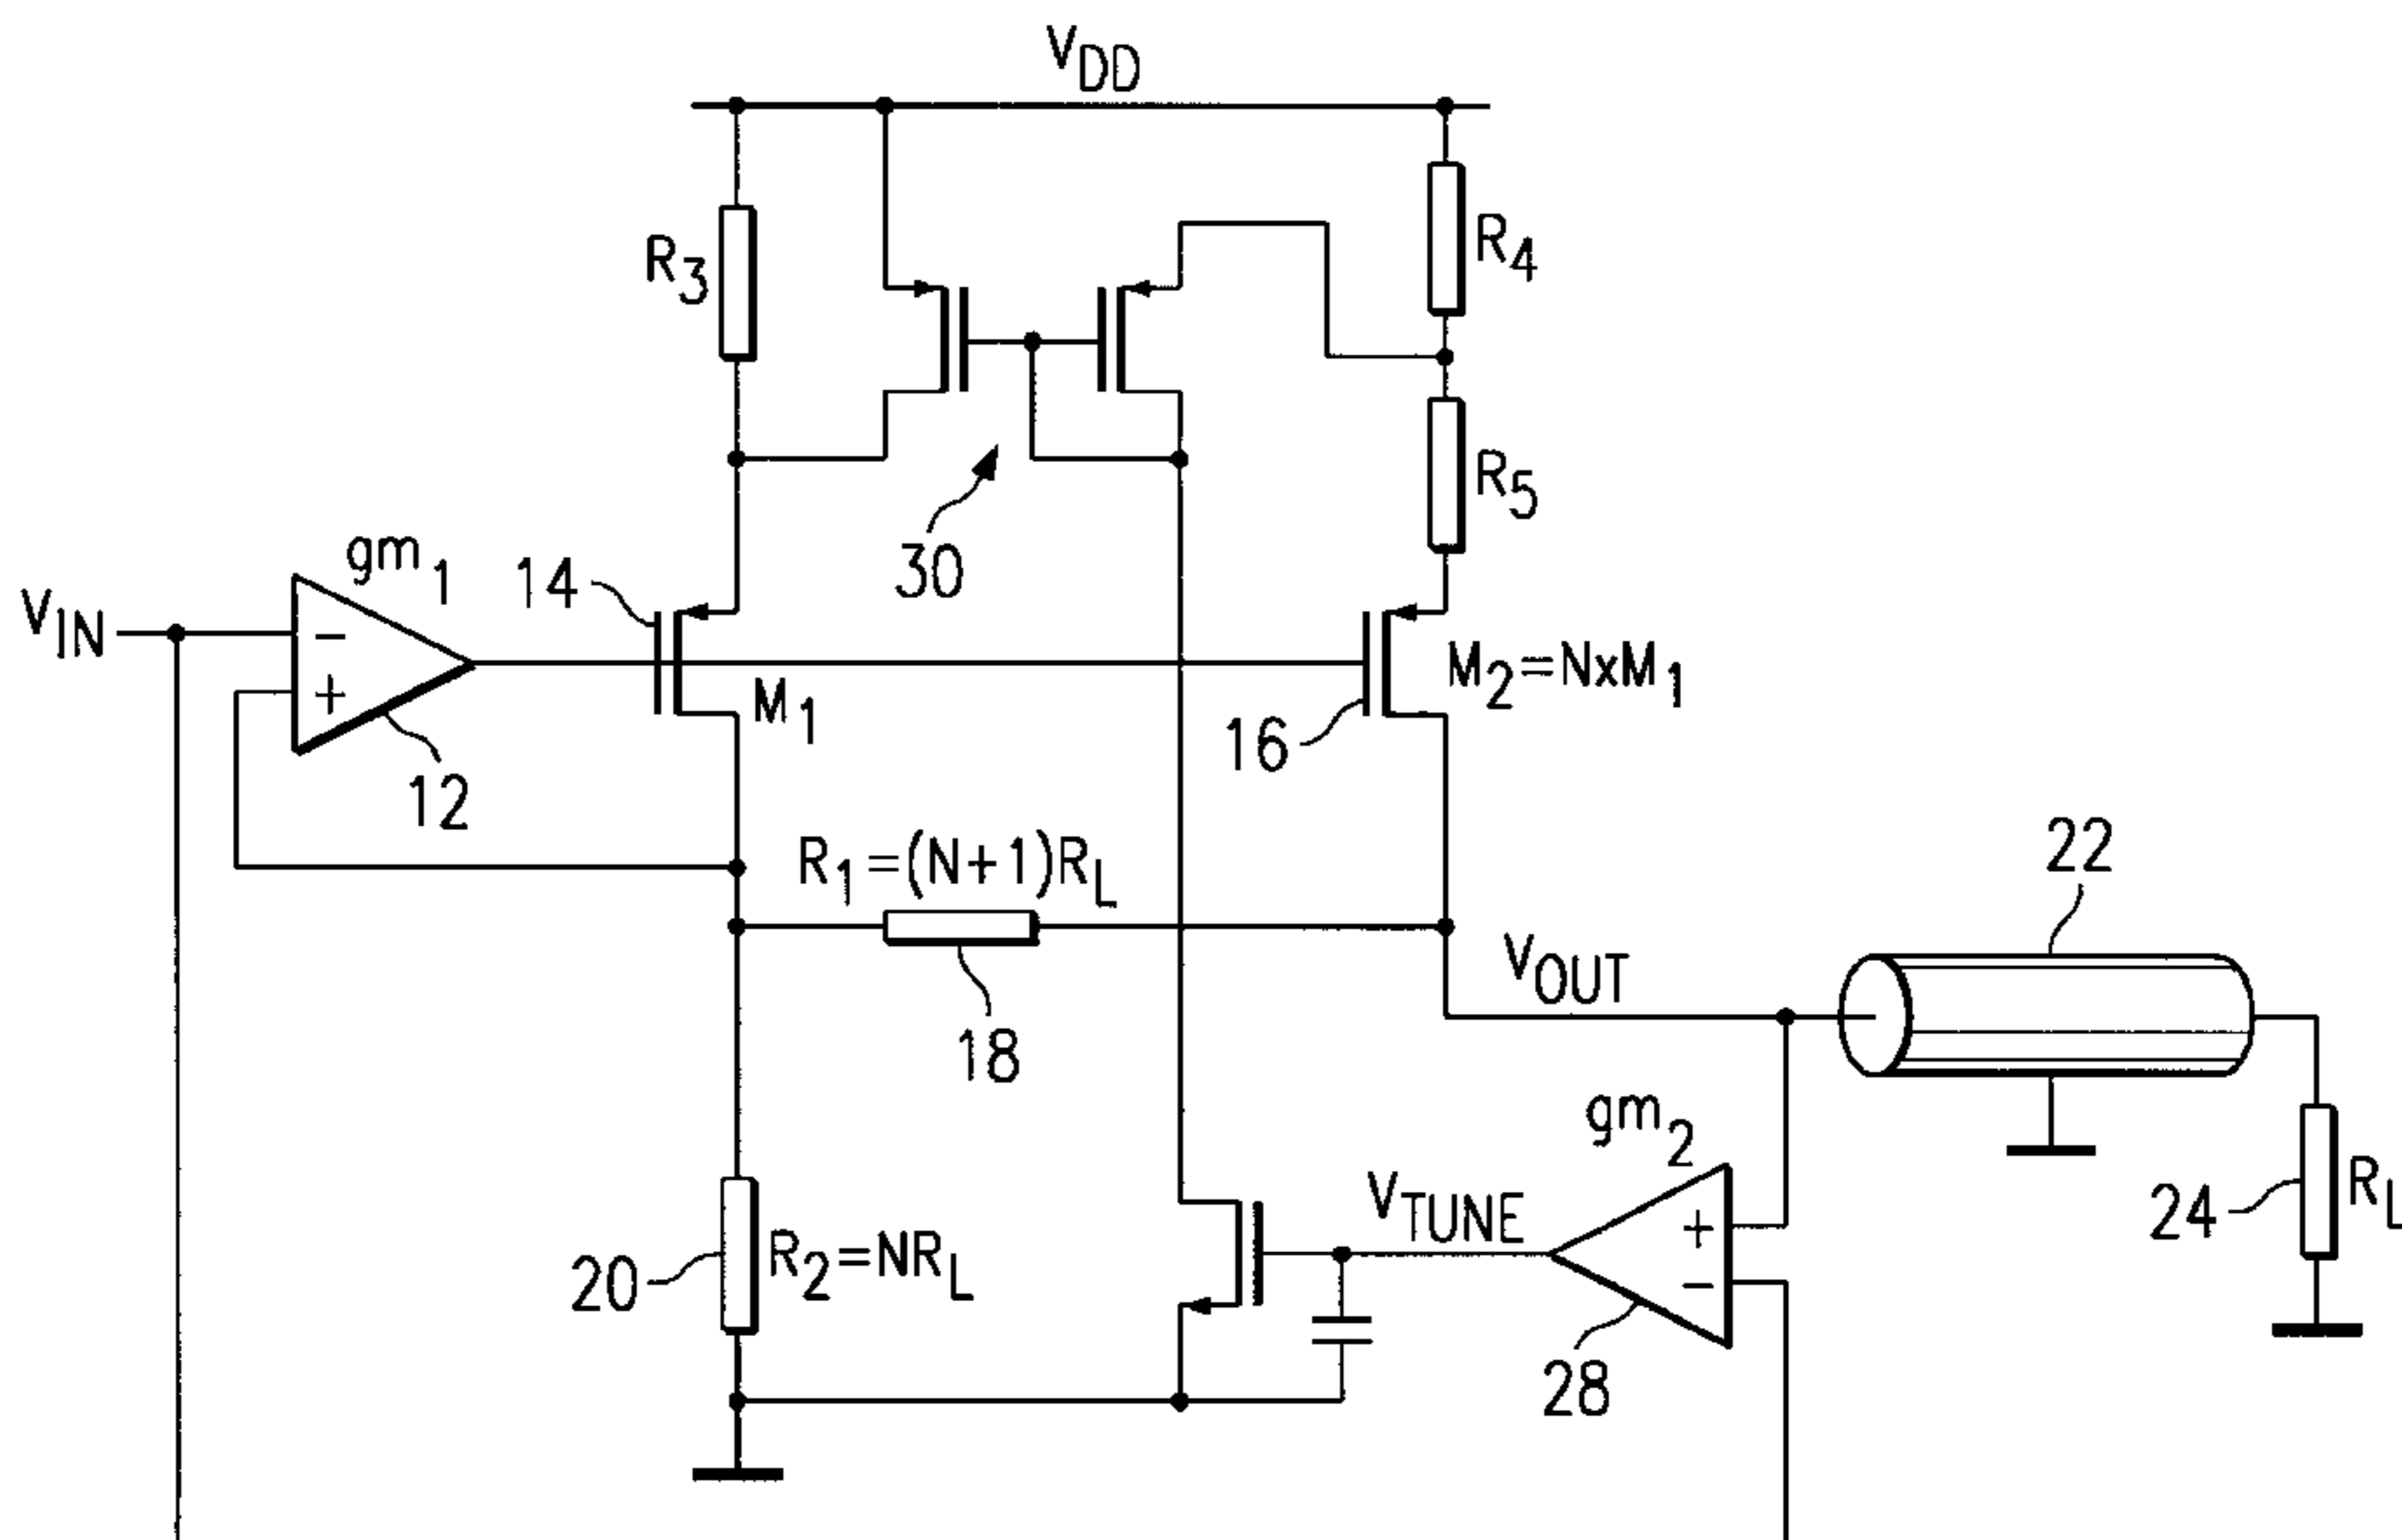 VDD
R3
R4
R5
30
gm1
14
VIN
−
+
12
M1
M2=NxM1
16
R1=(N+1)RL
18
22
VOUT
gm2
VTUNE
+
−
28
24
RL
20
R2=NRL